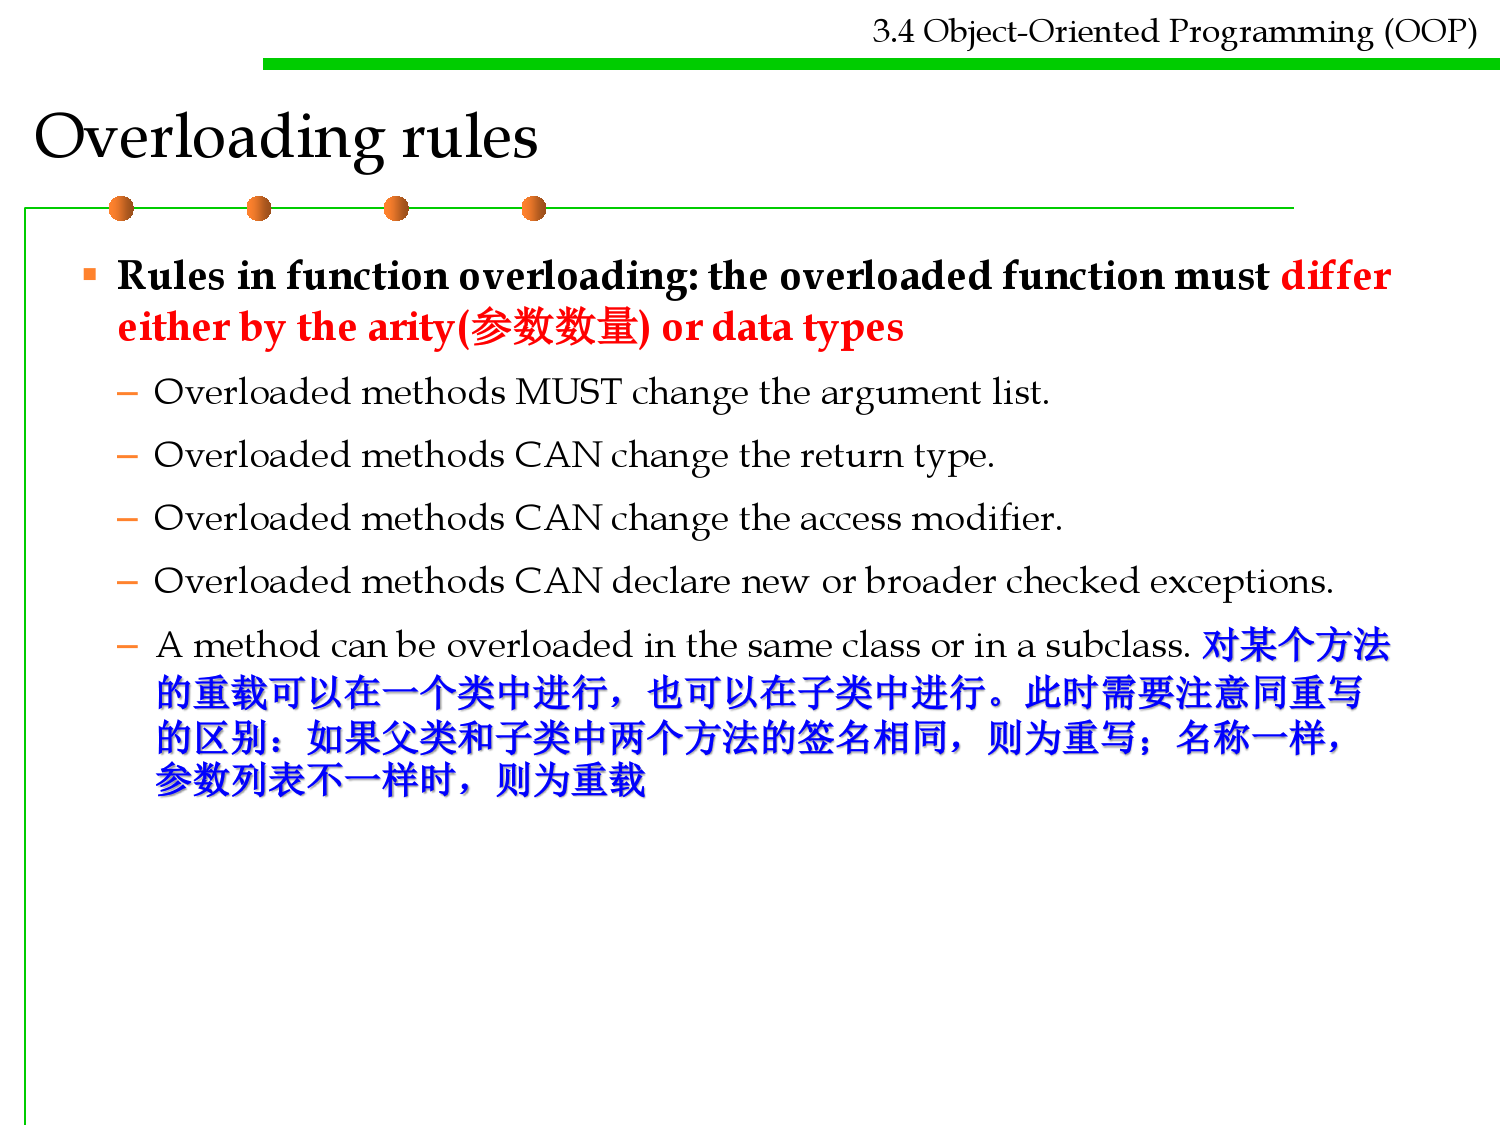 3.4 Object-Oriented Programming (OOP)
Overloading rules
▪ Rules in function overloading: the overloaded function must differ
either by the arity(参数数量) or data types
– Overloaded methods MUST change the argument list.
– Overloaded methods CAN change the return type.
– Overloaded methods CAN change the access modifier.
– Overloaded methods CAN declare new or broader checked exceptions.
– A method can be overloaded in the same class or in a subclass. 对某个方法
的重载可以在一个类中进行，也可以在子类中进行。此时需要注意同重写
的区别：如果父类和子类中两个方法的签名相同，则为重写；名称一样，
参数列表不一样时，则为重载